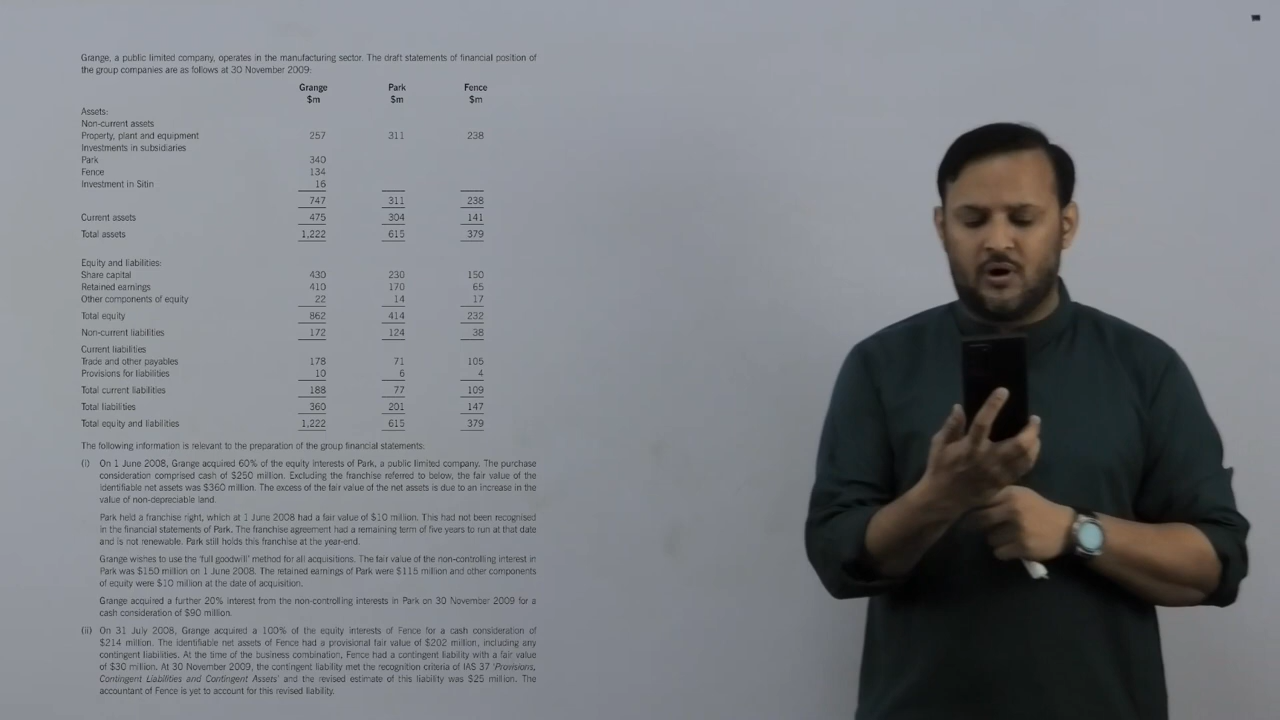 Grange, a public limited company, operates in the manufacturing sector. The draft statements of financial position of
the group companies are as follows at 30 November 2009:
Grange Park Fence
$m $m $m
Assets:
Non-current assets
Property, plant and equipment 257 311 238
Investments in subsidiaries
Park 340
Fence 134
Investment in Sitin 16
747 311 238
Current assets 475 304 141
Total assets 1,222 615 379
Equity and liabilities:
Share capital 430 230 150
Retained earnings 410 170 65
Other components of equity 22 14 17
Total equity 862 414 232
Non-current liabilities 172 124 38
Current liabilities
Trade and other payables 178 71 105
Provisions for liabilities 10 6 4
Total current liabilities 188 77 109
Total liabilities 360 201 147
Total equity and liabilities 1,222 615 379
The following information is relevant to the preparation of the group financial statements:
(i) On 1 June 2008, Grange acquired 60% of the equity interests of Park, a public limited company. The purchase
consideration comprised cash of $250 million. Excluding the franchise referred to below, the fair value of the
identifiable net assets was $360 million. The excess of the fair value of the net assets is due to an increase in the
value of non-depreciable land.
Park held a franchise right, which at 1 June 2008 had a fair value of $10 million. This had not been recognised
in the financial statements of Park. The franchise agreement had a remaining term of five years to run at that date
and is not renewable. Park still holds this franchise at the year-end.
Grange wishes to use the 'full goodwill' method for all acquisitions. The fair value of the non-controlling interest in
Park was $150 million on 1 June 2008. The retained earnings of Park were $115 million and other components
of equity were $10 million at the date of acquisition.
Grange acquired a further 20% interest from the non-controlling interests in Park on 30 November 2009 for a
cash consideration of $90 million.
(ii) On 31 July 2008, Grange acquired a 100% of the equity interests of Fence for a cash consideration of
$214 million. The identifiable net assets of Fence had a provisional fair value of $202 million, including any
contingent liabilities. At the time of the business combination, Fence had a contingent liability with a fair value
of $30 million. At 30 November 2009, the contingent liability met the recognition criteria of IAS 37 'Provisions,
Contingent Liabilities and Contingent Assets' and the revised estimate of this liability was $25 million. The
accountant of Fence is yet to account for this revised liability.